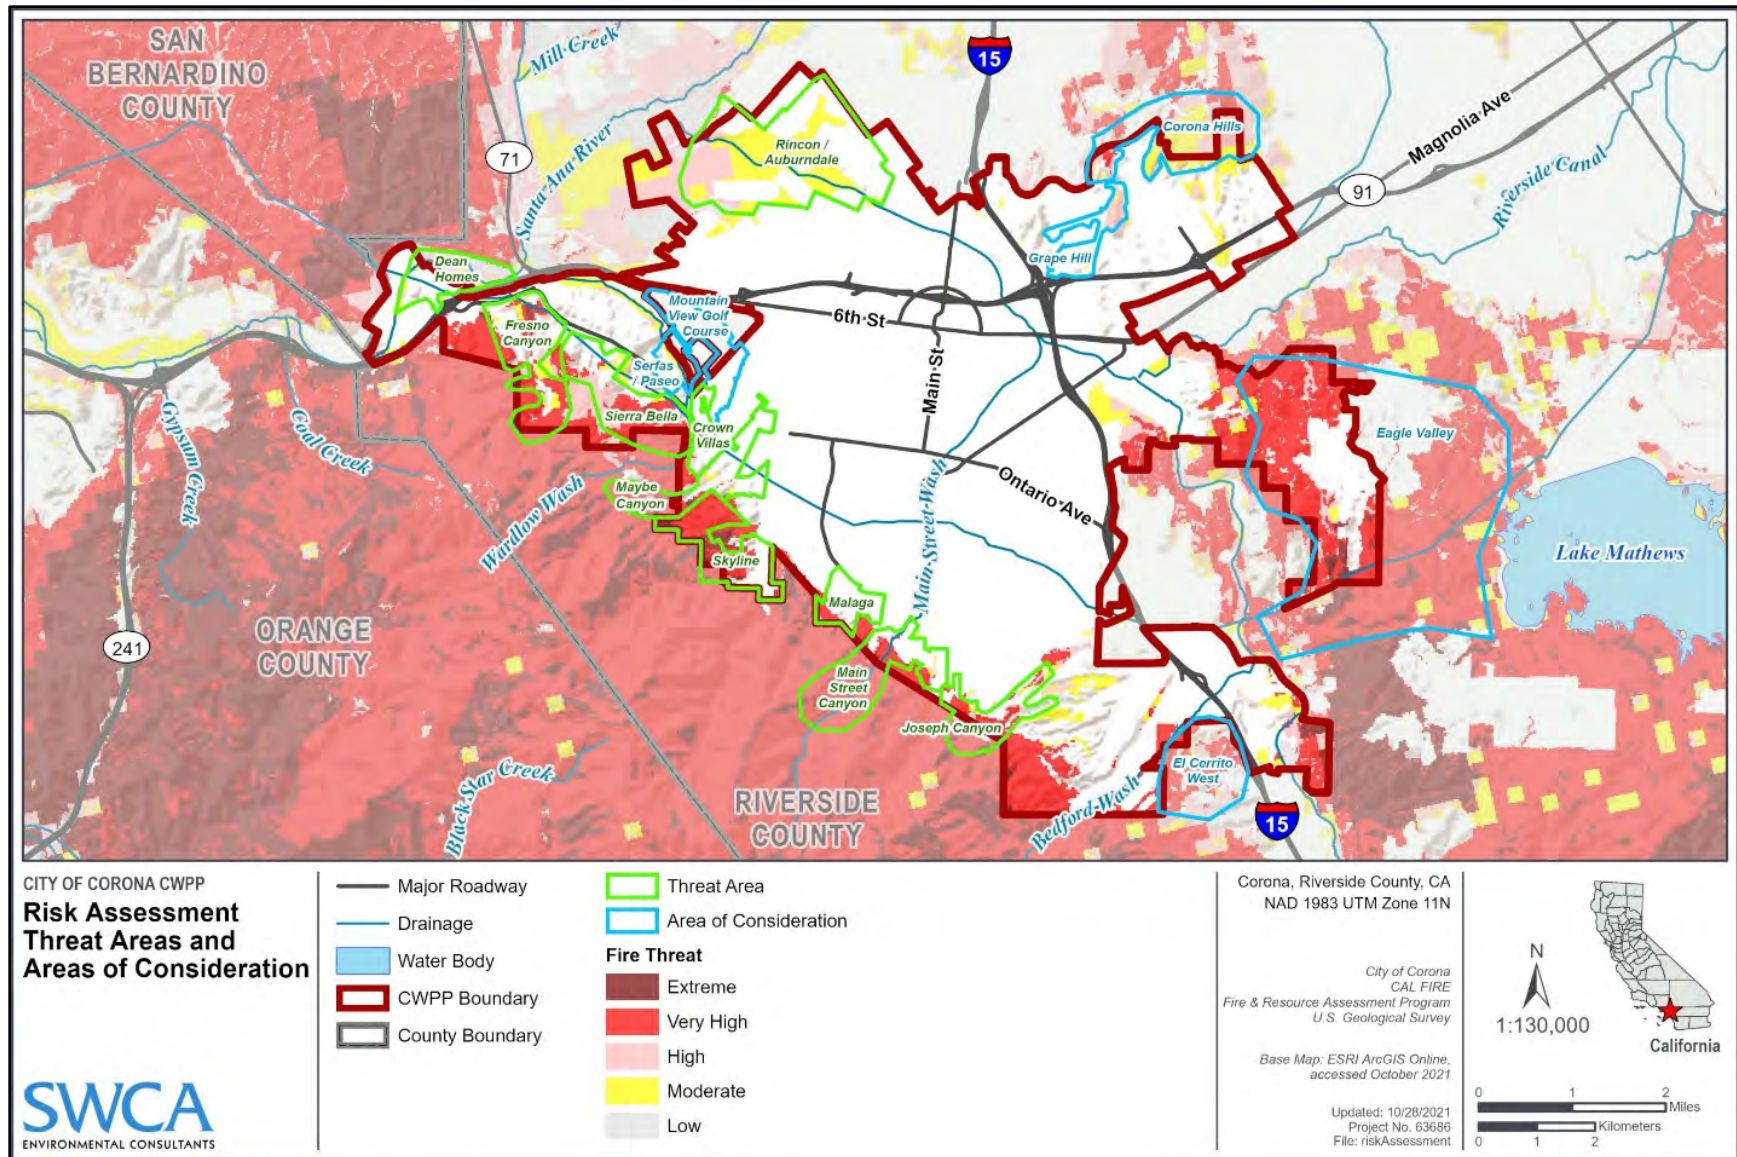 SAN
BERNARDINO
COUNTY
Mill Creek
15
71
Santa Ana River
Rincon /
Auburndale
Corona Hills
Magnolia Ave
Riverside Canal
91
Dean
Homes
Grape Hill
Mountain
View Golf
Course
Fresno
Canyon
6th St
Serfas
/ Paseo
Main St
Sierra Bella
Crown
Villas
Eagle Valley
Gypsum Creek
Coal Creek
Wardlow Wash
Maybe
Canyon
Ontario Ave
Main Street Wash
Skyline
Lake Mathews
Malaga
ORANGE
COUNTY
241
Main
Street
Canyon
Joseph Canyon
El Cerrito
West
Black Star Creek
RIVERSIDE
COUNTY
Bedford Wash
15
CITY OF CORONA CWPP
Risk Assessment
Threat Areas and
Areas of Consideration
SWCA
ENVIRONMENTAL CONSULTANTS
Major Roadway
Drainage
Water Body
CWPP Boundary
County Boundary
Threat Area
Area of Consideration
Fire Threat
Extreme
Very High
High
Moderate
Low
Corona, Riverside County, CA
NAD 1983 UTM Zone 11N
City of Corona
CAL FIRE
Fire & Resource Assessment Program
U.S. Geological Survey
Base Map: ESRI ArcGIS Online,
accessed October 2021
Updated: 10/28/2021
Project No. 63686
File: riskAssessment
N
1:130,000
California
0 1 2
Miles
Kilometers
0 1 2